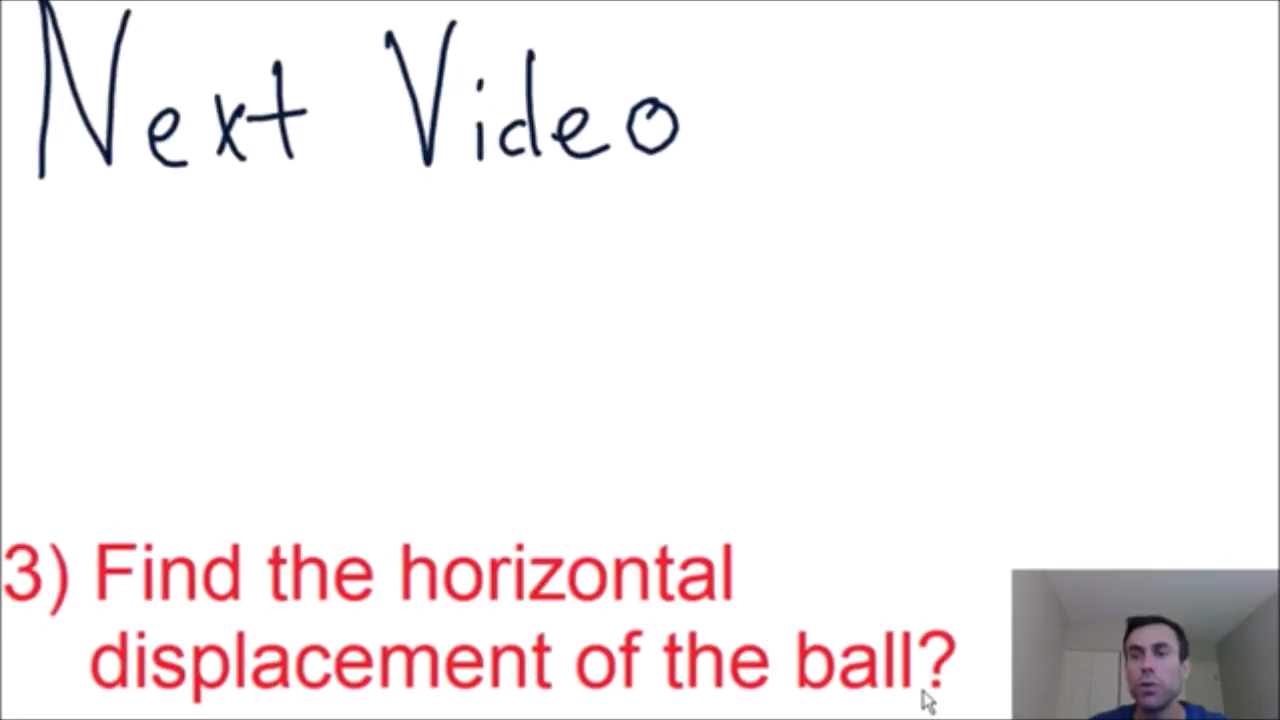 Next Video
3) Find the horizontal
displacement of the ball?